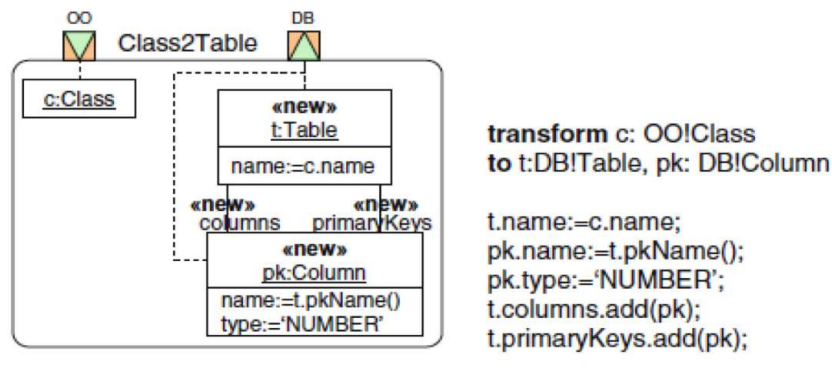 OO
DB
Class2Table
c:Class
«new»
t:Table
name:=c.name
«new» «new»
columns primaryKeys
«new»
pk:Column
name:=t.pkName()
type:='NUMBER'
transform c: OO!Class
to t:DB!Table, pk: DB!Column
t.name:=c.name;
pk.name:=t.pkName();
pk.type:='NUMBER';
t.columns.add(pk);
t.primaryKeys.add(pk);